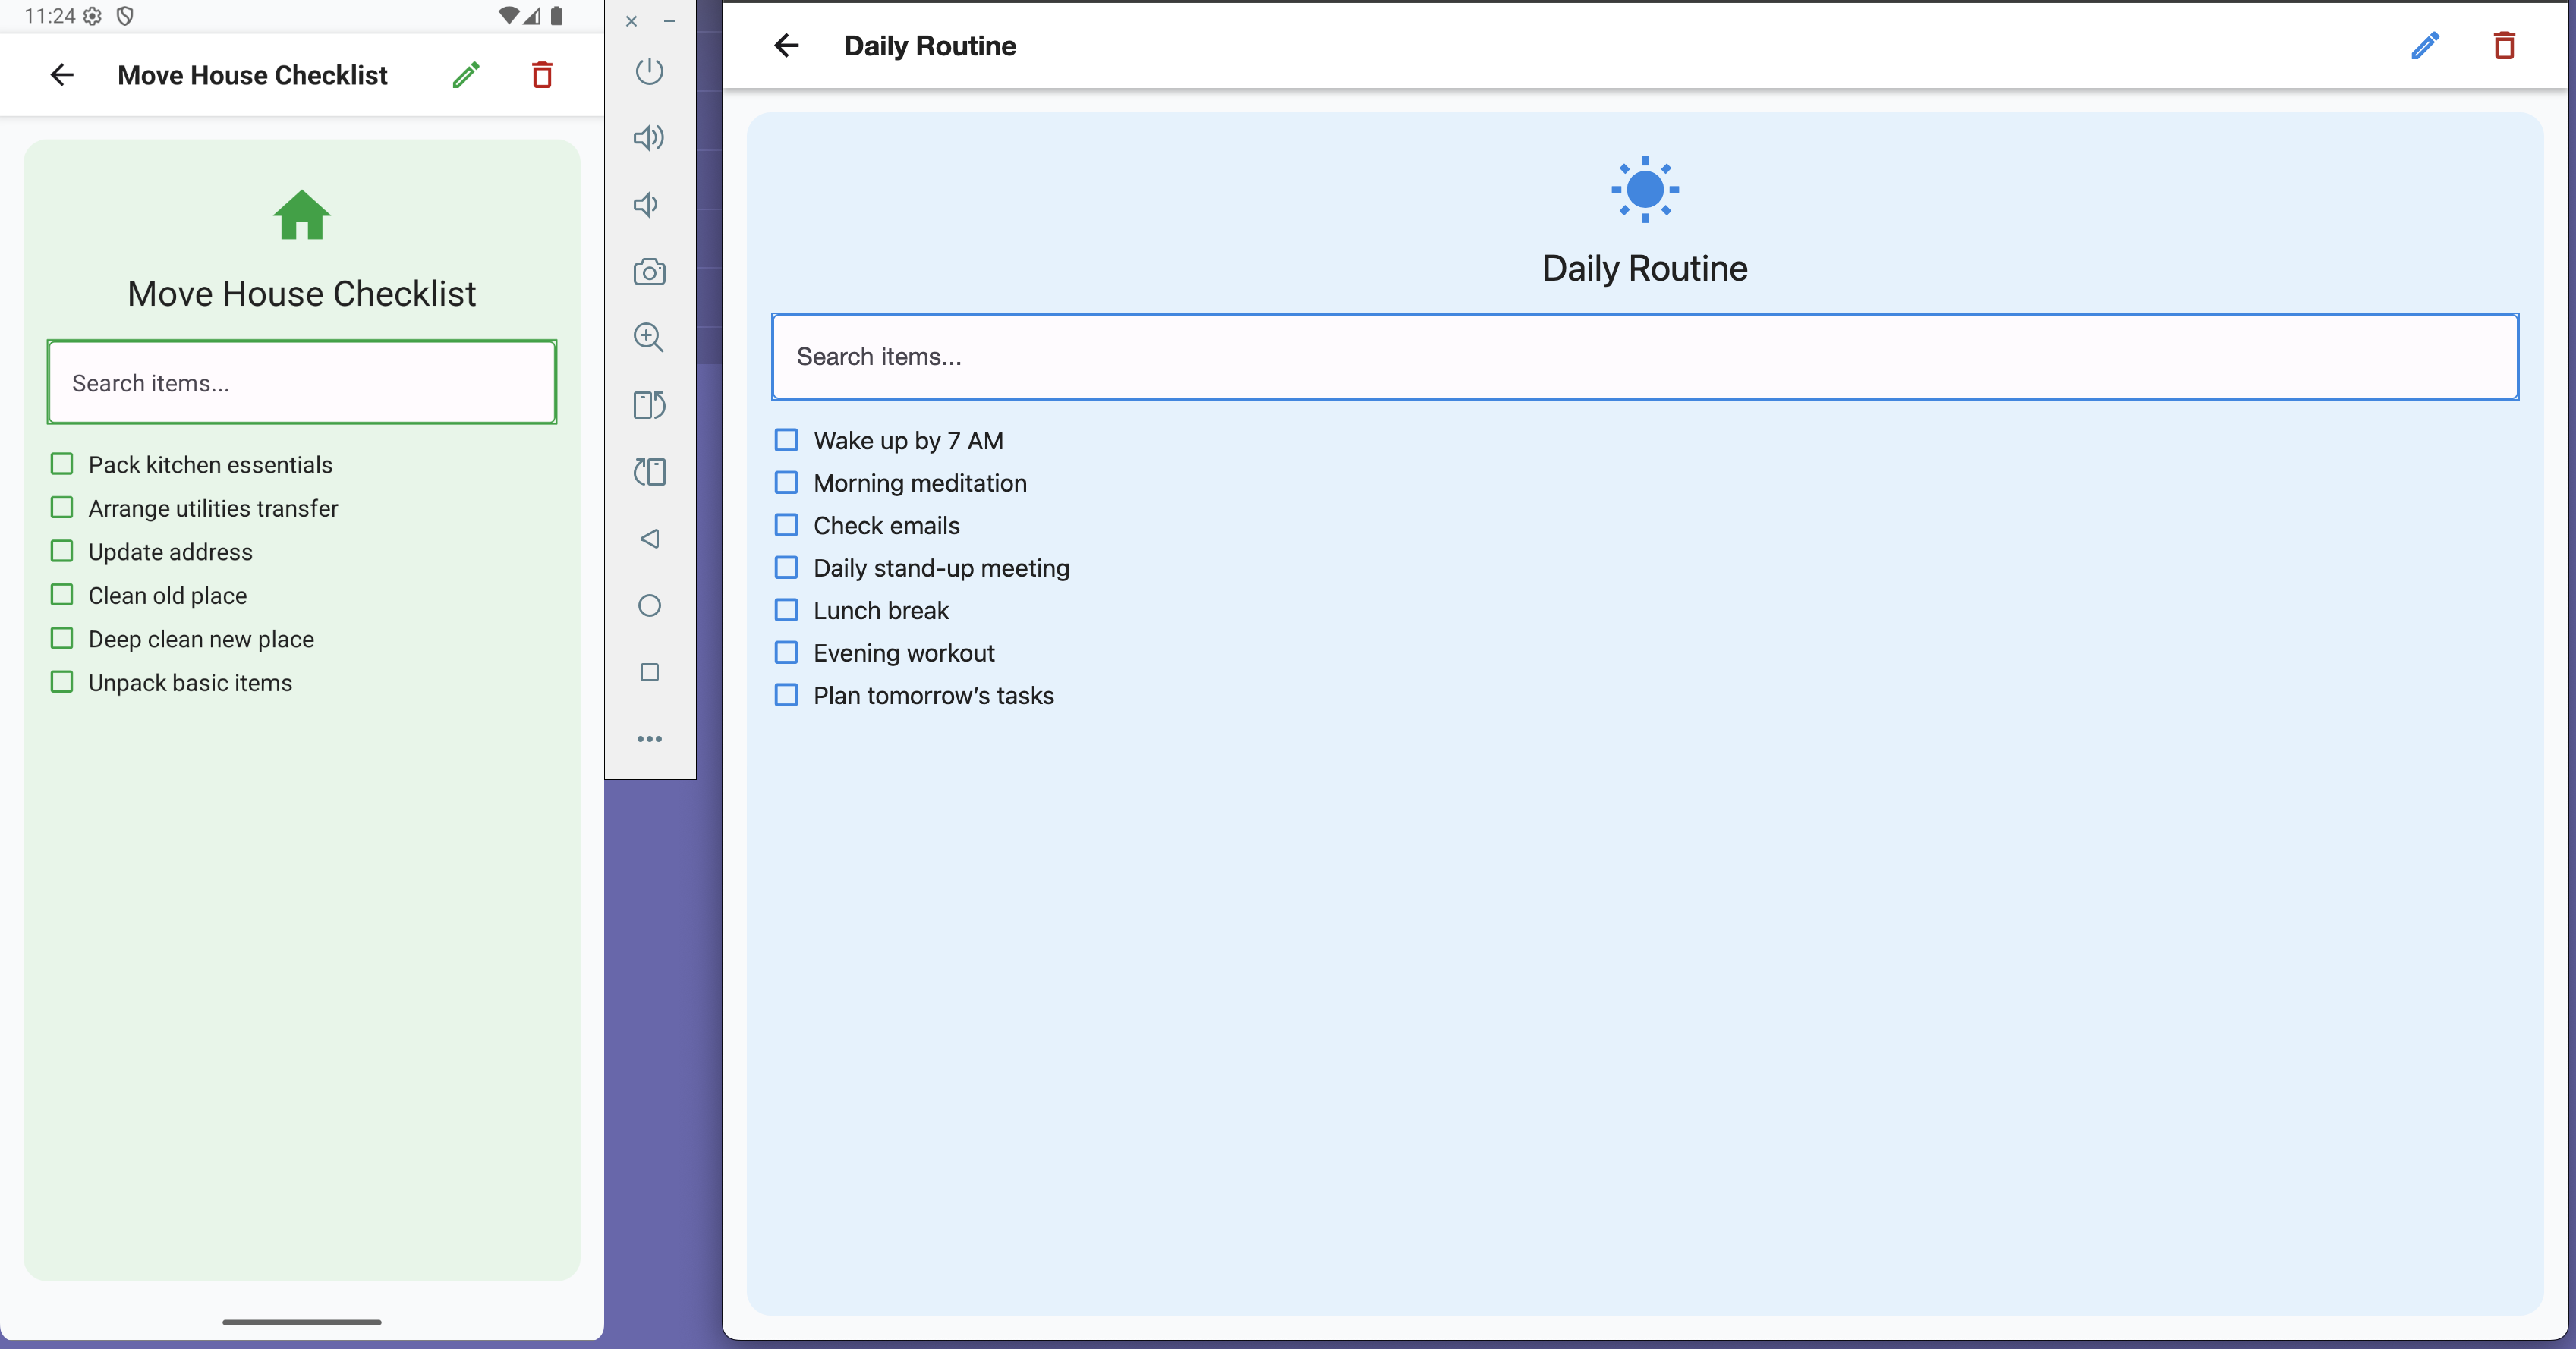 11:24
Move House Checklist
Move House Checklist
Search items...
Pack kitchen essentials
Arrange utilities transfer
Update address
Clean old place
Deep clean new place
Unpack basic items
Daily Routine
Daily Routine
Search items...
Wake up by 7 AM
Morning meditation
Check emails
Daily stand-up meeting
Lunch break
Evening workout
Plan tomorrow’s tasks